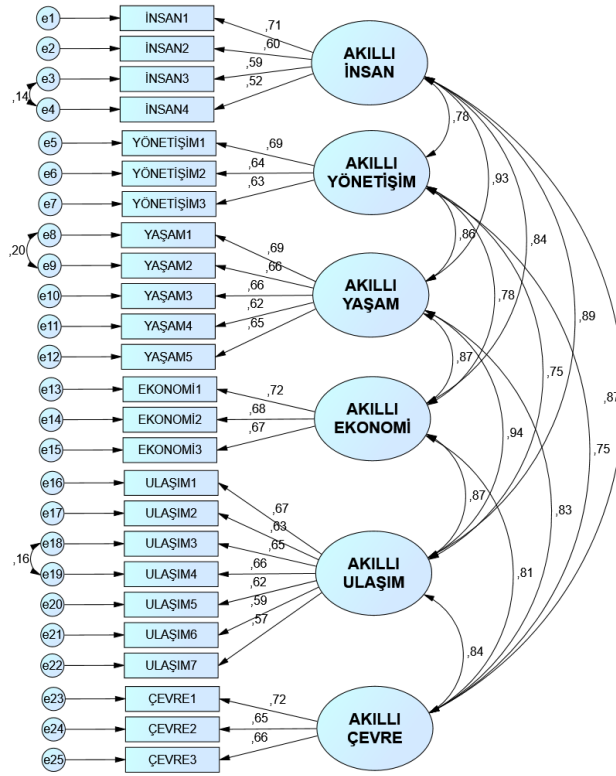 e1
İNSAN1
,71
e2
İNSAN2
,60
e3
İNSAN3
,59
,14
e4
İNSAN4
,52
AKILLI
İNSAN
,78
e5
YÖNETİŞİM1
,69
e6
YÖNETİŞİM2
,64
e7
YÖNETİŞİM3
,63
AKILLI
YÖNETİŞİM
,93
,86
,84
e8
YAŞAM1
,69
,20
e9
YAŞAM2
,66
e10
YAŞAM3
,66
e11
YAŞAM4
,62
e12
YAŞAM5
,65
AKILLI
YAŞAM
,78
,89
,87
,75
e13
EKONOMİ1
,72
e14
EKONOMİ2
,68
e15
EKONOMİ3
,67
AKILLI
EKONOMİ
,87
,75
,94
,87
,83
e16
ULAŞIM1
,67
e17
ULAŞIM2
,63
e18
ULAŞIM3
,65
,16
e19
ULAŞIM4
,66
e20
ULAŞIM5
,62
e21
ULAŞIM6
,59
e22
ULAŞIM7
,57
AKILLI
ULAŞIM
,81
,84
e23
ÇEVRE1
,72
e24
ÇEVRE2
,65
e25
ÇEVRE3
,66
AKILLI
ÇEVRE